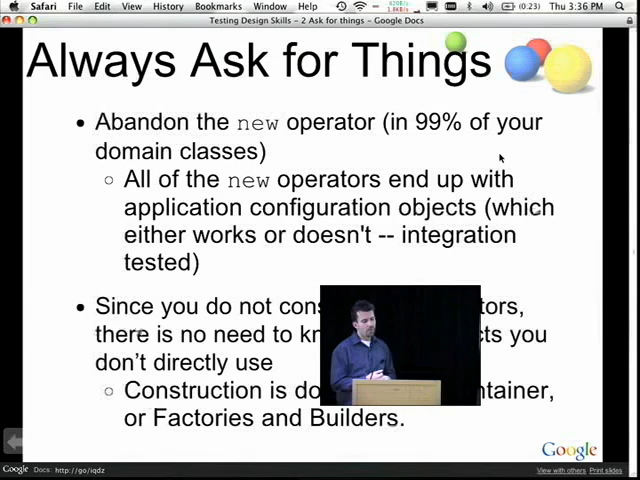 Safari File Edit View History Bookmarks Window Help (0:23) Thu 3:36 PM
Testing Design Skills - 2 Ask for things - Google Docs
Always Ask for Things
Abandon the new operator (in 99% of your
domain classes)
All of the new operators end up with
application configuration objects (which
either works or doesn't -- integration
tested)
Since you do not cons tors,
there is no need to kn cts you
don't directly use
Construction is do ntainer,
or Factories and Builders.
Google
Google Docs: http://go/iqdz View with others Print slides